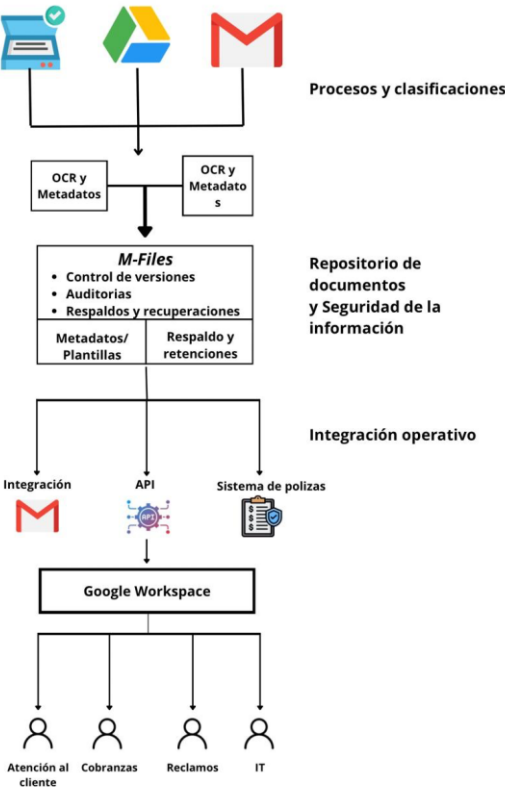 Procesos y clasificaciones
OCR y
Metadatos
OCR y
Metadato
s
M-Files
• Control de versiones
• Auditorias
• Respaldos y recuperaciones
Metadatos/
Plantillas
Respaldo y
retenciones
Repositorio de
documentos
y Seguridad de la
información
Integración operativo
Integración
API
Sistema de polizas
API
Google Workspace
Atención al
cliente
Cobranzas
Reclamos
IT